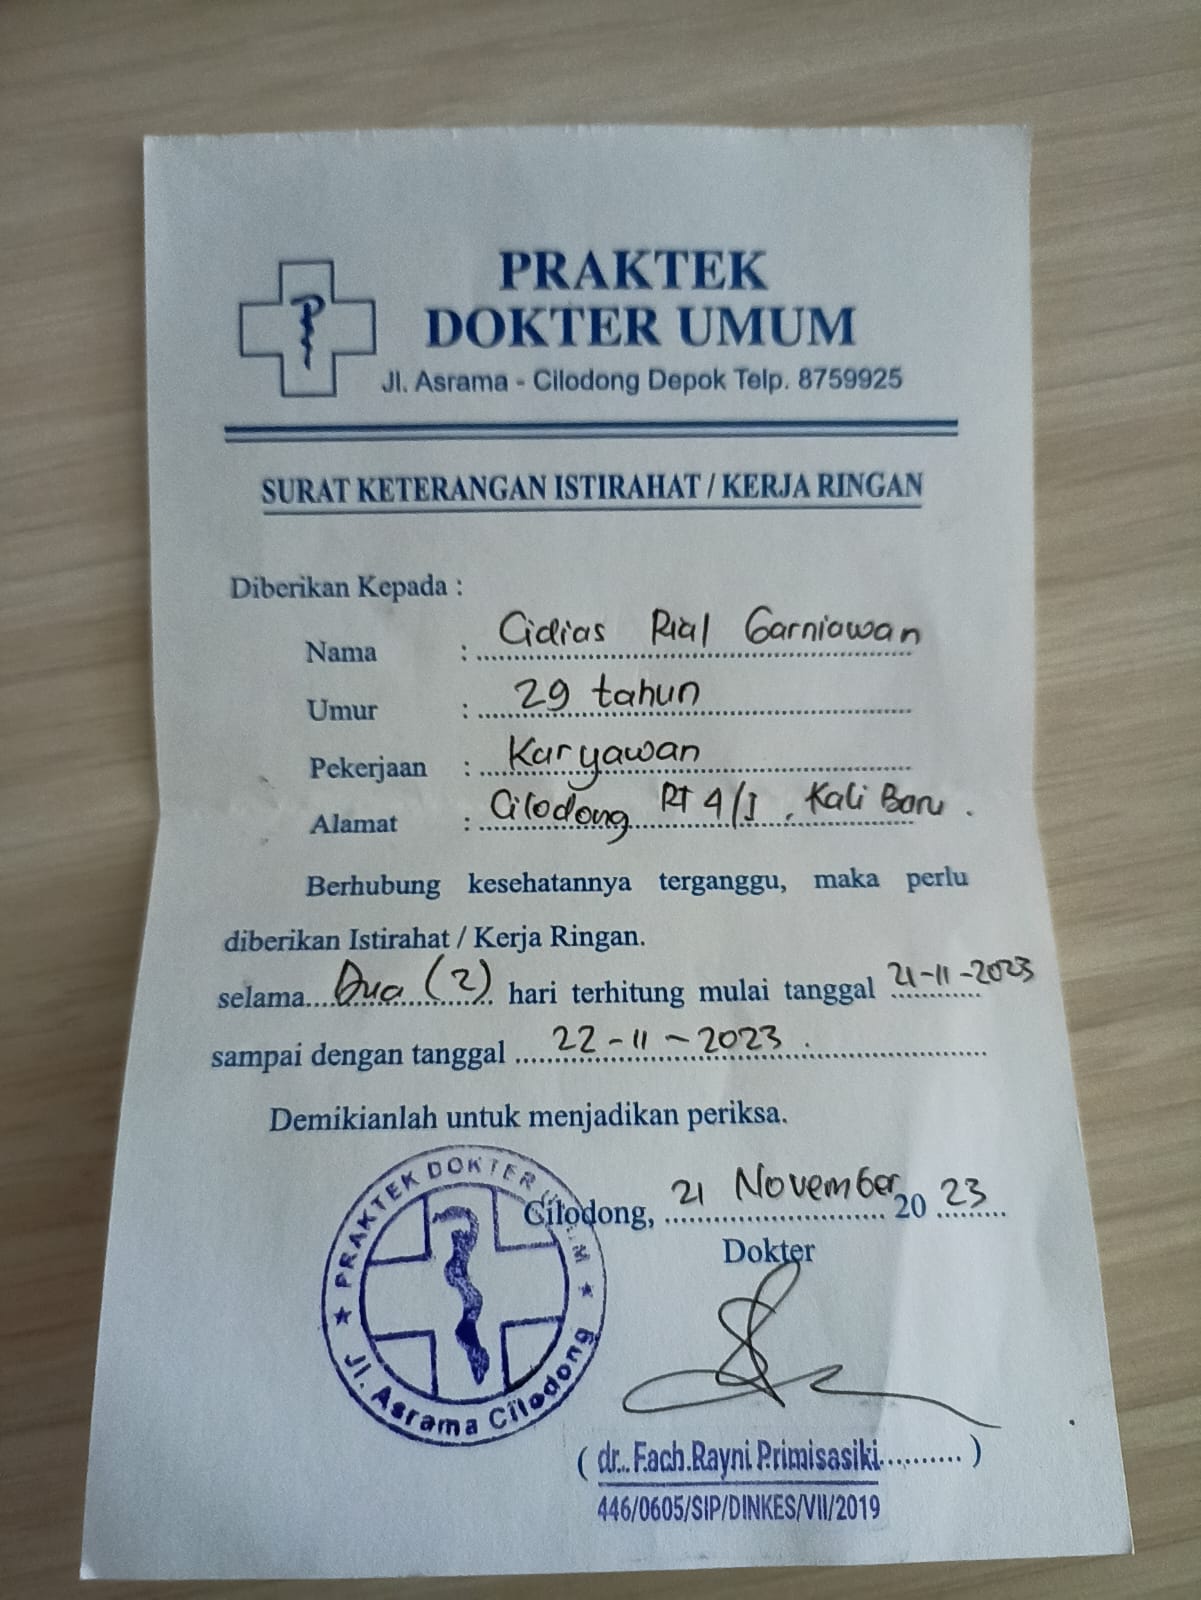 PRAKTEK
DOKTER UMUM
Jl. Asrama - Cilodong Depok Telp. 8759925
SURAT KETERANGAN ISTIRAHAT / KERJA RINGAN
Diberikan Kepada :
Nama : Cidias Rial Garniawan
Umur : 29 tahun
Pekerjaan : Karyawan
Alamat : Cilodong RT 4/I, Kali Baru.
Berhubung kesehatannya terganggu, maka perlu
diberikan Istirahat / Kerja Ringan.
selama....Dua (2) hari terhitung mulai tanggal 21-11-2023
sampai dengan tanggal 22-11-2023.
Demikianlah untuk menjadikan periksa.
Cilodong, 21 November 2023
Dokter
PRAKTEK DOKTER UMUM
Jl. Asrama Cilodong
( dr. Fach.Rayni Primisasiki.......... )
446/0605/SIP/DINKES/VII/2019